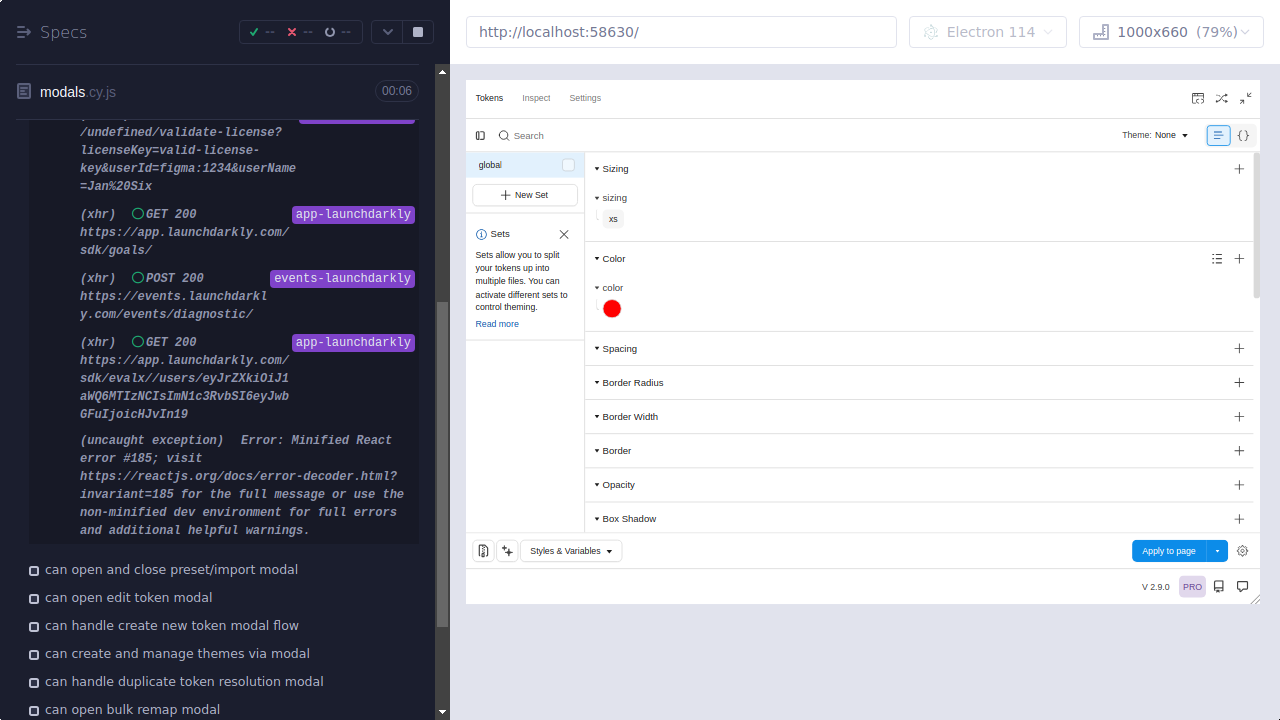 Specs
--
--
--
modals.cy.js
00:06
/undefined/validate-license?
licenseKey=valid-license-
key&userId=figma:1234&userName
=Jan%20Six
(xhr) GET 200 app-launchdarkly
https://app.launchdarkly.com/
sdk/goals/
(xhr) POST 200 events-launchdarkly
https://events.launchdarkl
y.com/events/diagnostic/
(xhr) GET 200 app-launchdarkly
https://app.launchdarkly.com/
sdk/evalx//users/eyJrZXkiOiJ1
aWQ6MTIzNCIsImN1c3RvbSI6eyJwb
GFuIjoicHJvIn19
(uncaught exception) Error: Minified React
error #185; visit
https://reactjs.org/docs/error-decoder.html?
invariant=185 for the full message or use the
non-minified dev environment for full errors
and additional helpful warnings.
can open and close preset/import modal
can open edit token modal
can handle create new token modal flow
can create and manage themes via modal
can handle duplicate token resolution modal
can open bulk remap modal
http://localhost:58630/
Electron 114
1000x660 (79%)
Tokens Inspect Settings
Search
Theme: None
{}
global
New Set
Sets
Sets allow you to split
your tokens up into
multiple files. You can
activate different sets to
control theming.
Read more
Sizing
sizing
xs
Color
color
Spacing
Border Radius
Border Width
Border
Opacity
Box Shadow
Styles & Variables
Apply to page
V 2.9.0
PRO